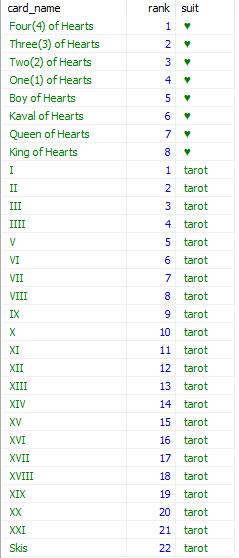 card_name rank suit
Four(4) of Hearts 1 ♥
Three(3) of Hearts 2 ♥
Two(2) of Hearts 3 ♥
One(1) of Hearts 4 ♥
Boy of Hearts 5 ♥
Kaval of Hearts 6 ♥
Queen of Hearts 7 ♥
King of Hearts 8 ♥
I 1 tarot
II 2 tarot
III 3 tarot
IIII 4 tarot
V 5 tarot
VI 6 tarot
VII 7 tarot
VIII 8 tarot
IX 9 tarot
X 10 tarot
XI 11 tarot
XII 12 tarot
XIII 13 tarot
XIV 14 tarot
XV 15 tarot
XVI 16 tarot
XVII 17 tarot
XVIII 18 tarot
XIX 19 tarot
XX 20 tarot
XXI 21 tarot
Skis 22 tarot